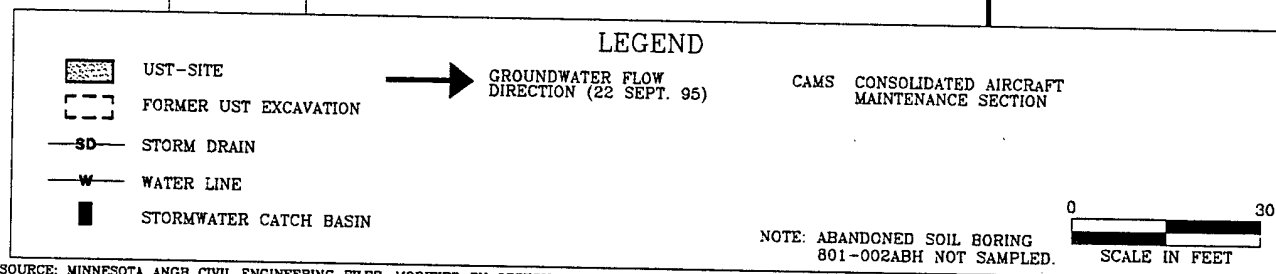 LEGEND
UST-SITE
FORMER UST EXCAVATION
SD STORM DRAIN
W WATER LINE
STORMWATER CATCH BASIN
GROUNDWATER FLOW
DIRECTION (22 SEPT. 95)
CAMS CONSOLIDATED AIRCRAFT
MAINTENANCE SECTION
NOTE: ABANDONED SOIL BORING
801-002ABH NOT SAMPLED.
0 30
SCALE IN FEET
SOURCE: MINNESOTA ANGB CIVIL ENGINEERING FILES